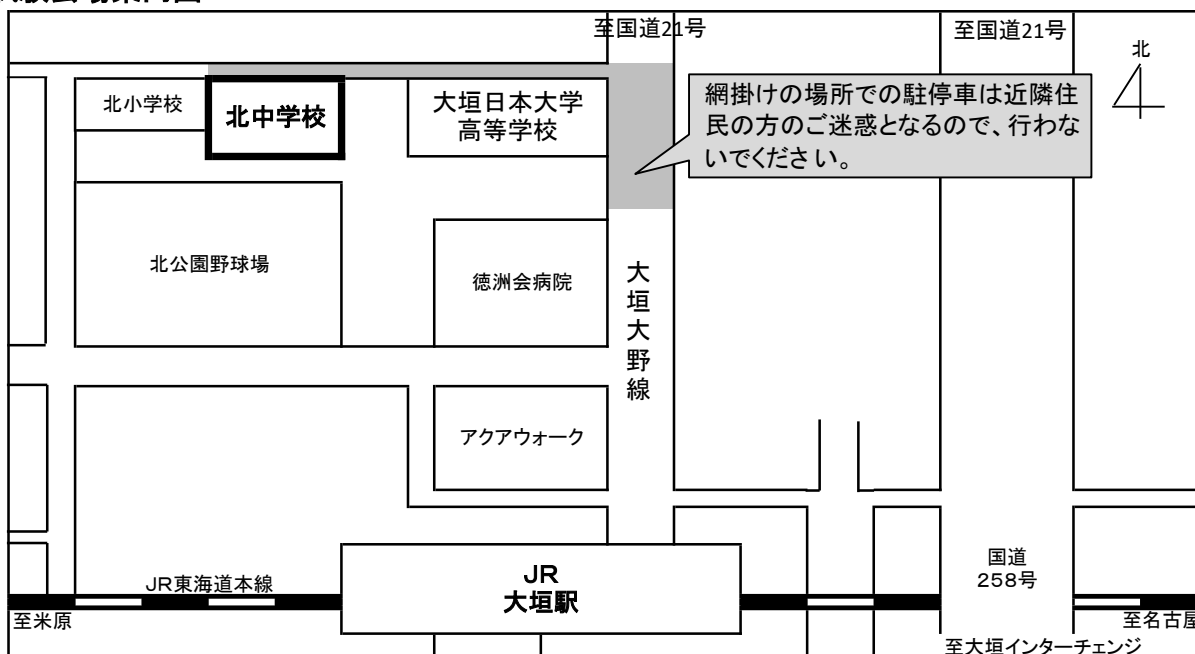 至国道21号
至国道21号
北
北小学校
北中学校
大垣日本大学
高等学校
網掛けの場所での駐停車は近隣住
民の方のご迷惑となるので、行わな
いでください。
北公園野球場
徳洲会病院
大垣大野線
アクアウォーク
JR東海道本線
JR
大垣駅
国道
258号
至米原
至名古屋
至大垣インターチェンジ